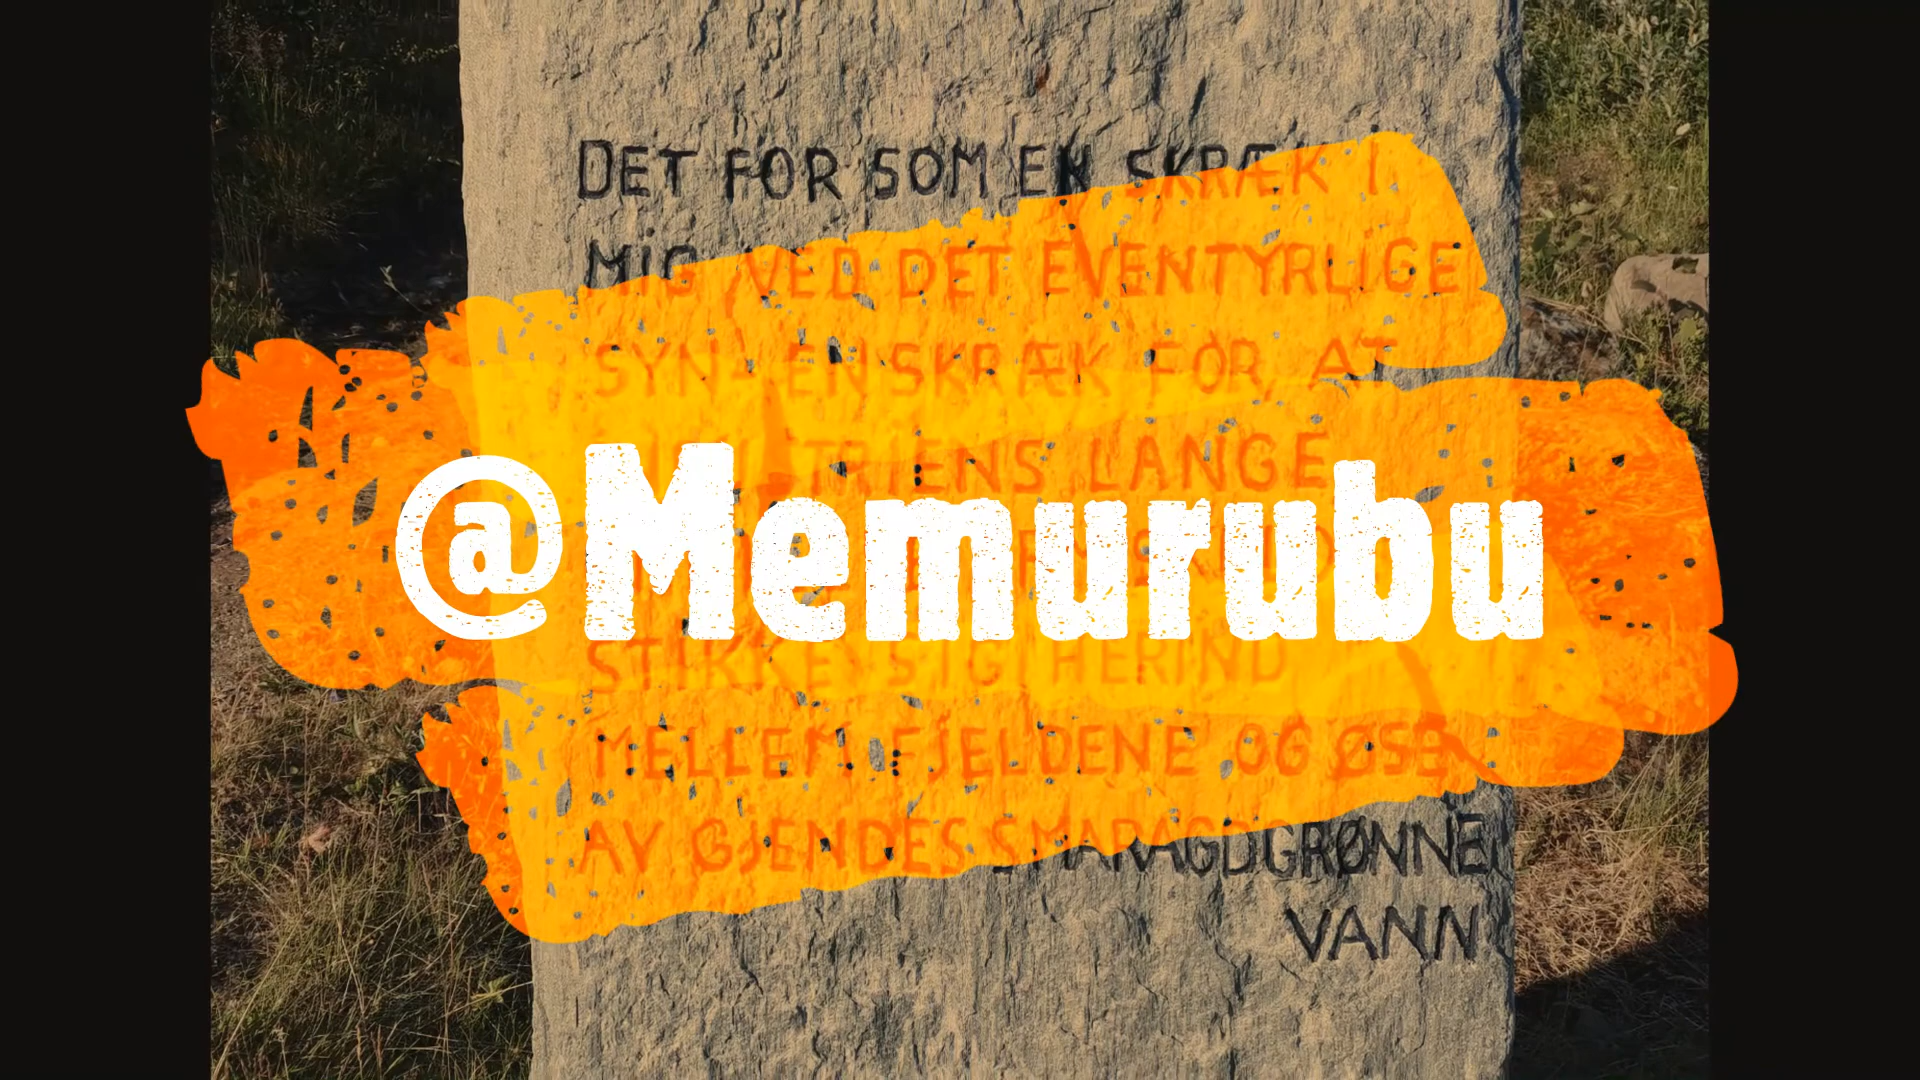 DET FOR SOM EN SKRÆK i
MiG VED DET EVENTYRLIGE
SYN- EN SKRÆK FOR, AT
LANGE
@Memurubu
STIKKE SIG HERIND
MELLEM FJELDENE OG ØSE
AV GJENDES SMARAGDGRØNNE
VANN